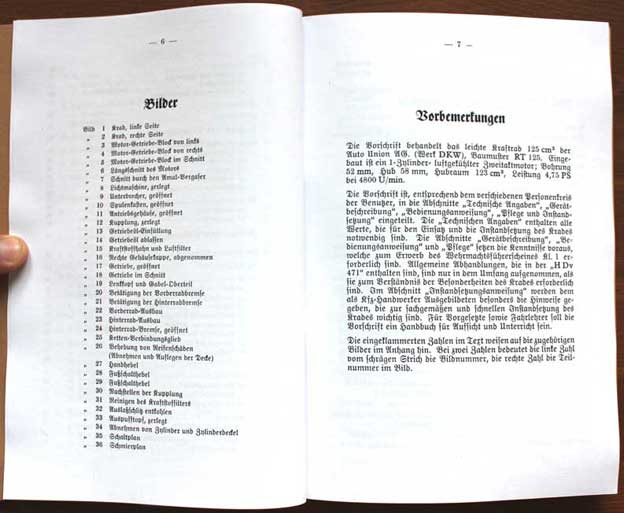 — 6 —
Bilder
Bild 1 Krad, linke Seite
„ 2 Krad, rechte Seite
„ 3 Motor-Getriebe-Block von links
„ 4 Motor-Getriebe-Block von rechts
„ 5 Motor-Getriebe-Block im Schnitt
„ 6 Längsschnitt des Motors
„ 7 Schnitt durch den Amal-Vergaser
„ 8 Lichtmaschine, zerlegt
„ 9 Unterbrecher, geöffnet
„ 10 Spulenkasten, geöffnet
„ 11 Antriebsgehäuse, geöffnet
„ 12 Kupplung, zerlegt
„ 13 Getriebeöl-Einfüllung
„ 14 Getriebeöl ablassen
„ 15 Kraftstoffhahn und Luftfilter
„ 16 Rechte Gehäusekappe, abgenommen
„ 17 Getriebe, geöffnet
„ 18 Getriebe im Schnitt
„ 19 Lenkkopf und Gabel-Oberteil
„ 20 Betätigung der Vorderradbremse
„ 21 Betätigung der Hinterradbremse
„ 22 Vorderrad-Ausbau
„ 23 Hinterrad-Ausbau
„ 24 Hinterrad-Bremse, geöffnet
„ 25 Ketten-Verbindungsglied
„ 26 Behebung von Reifenschäden
(Abnehmen und Auflegen der Decke)
„ 27 Handhebel
„ 28 Fußschalthebel
„ 29 Fußschalthebel
„ 30 Nachstellen der Kupplung
„ 31 Reinigen des Kraftstoffilters
„ 32 Auslaßschlitz entkohlen
„ 33 Auspufftopf, zerlegt
„ 34 Abnehmen von Zylinder und Zylinderdeckel
„ 35 Schaltplan
„ 36 Schmierplan
— 7 —
Vorbemerkungen
Die Vorschrift behandelt das leichte Kraftrad 125 cm³ der
Auto Union AG. (Werk DKW), Baumuster RT 125. Einge-
baut ist ein 1-Zylinder- luftgekühlter Zweitaktmotor; Bohrung
52 mm, Hub 58 mm, Hubraum 123 cm³, Leistung 4,75 PS
bei 4800 U/min.
Die Vorschrift ist, entsprechend dem verschiedenen Personenkreis
der Benutzer, in die Abschnitte „Technische Angaben“, „Gerät-
beschreibung“, „Bedienungsanweisung“, „Pflege und Instand-
setzung“ eingeteilt. Die „Technischen Angaben“ enthalten alle
Werte, die für den Einsatz und die Instandsetzung des Krades
notwendig sind. Die Abschnitte „Gerätbeschreibung“, „Be-
dienungsanweisung“ und „Pflege“ setzen die Kenntnisse voraus,
welche zum Erwerb des Wehrmachtsführerscheines Kl. 1 er-
forderlich sind. Allgemeine Abhandlungen, die in der „H Dv
471“ enthalten sind, sind nur in dem Umfang aufgenommen, als
sie zum Verständnis der Besonderheiten des Krades erforderlich
sind. Im Abschnitt „Instandsetzungsanweisung“ werden dem
als Kfz-Handwerker Ausgebildeten besonders die Hinweise ge-
geben, die zur sachgemäßen und schnellen Instandsetzung des
Krades wichtig sind. Für Vorgesetzte sowie Fahrlehrer soll die
Vorschrift ein Handbuch für Aufsicht und Unterricht sein.
Die eingeklammerten Zahlen im Text weisen auf die zugehörigen
Bilder im Anhang hin. Bei zwei Zahlen bedeutet die linke Zahl
vom schrägen Strich die Bildnummer, die rechte Zahl die Teil-
nummer im Bild.